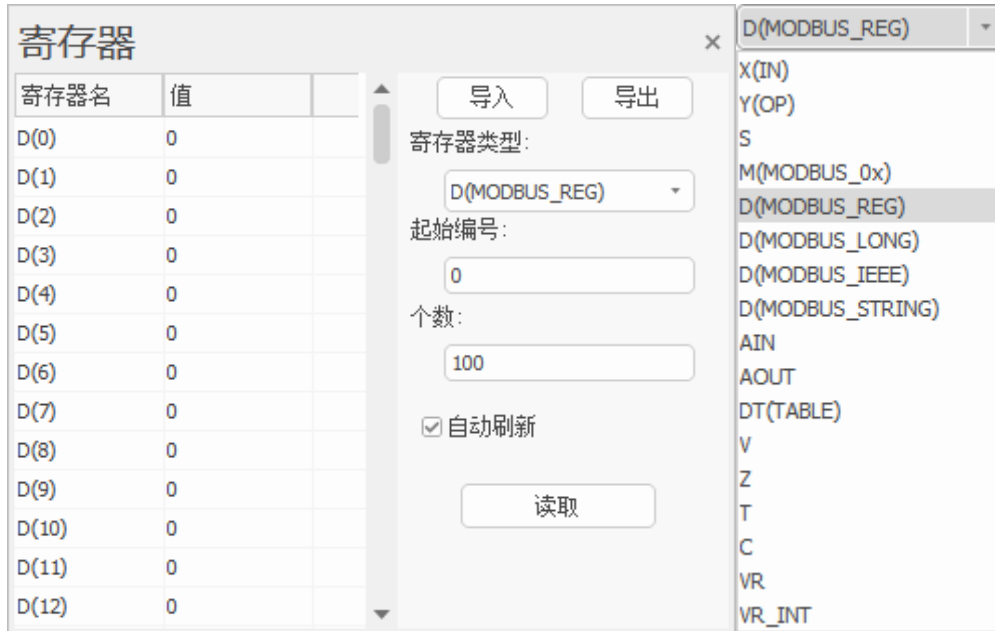 寄存器
×
寄存器名 值
D(0) 0
D(1) 0
D(2) 0
D(3) 0
D(4) 0
D(5) 0
D(6) 0
D(7) 0
D(8) 0
D(9) 0
D(10) 0
D(11) 0
D(12) 0
导入 导出
寄存器类型:
D(MODBUS_REG)
起始编号:
0
个数:
100
自动刷新
读取
D(MODBUS_REG)
X(IN)
Y(OP)
S
M(MODBUS_0x)
D(MODBUS_REG)
D(MODBUS_LONG)
D(MODBUS_IEEE)
D(MODBUS_STRING)
AIN
AOUT
DT(TABLE)
V
Z
T
C
VR
VR_INT